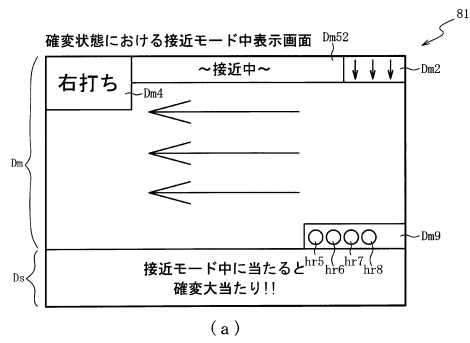 81
確変状態における接近モード中表示画面
Dm52
右打ち
～接近中～
Dm2
Dm4
Dm
Dm9
hr5 hr6 hr7 hr8
Ds
接近モード中に当たると
確変大当たり!!
(a)